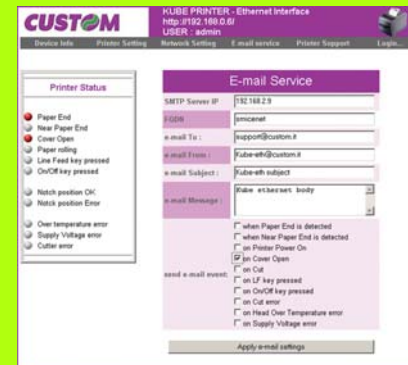 CUSTOM
KUBE PRINTER - Ethernet Interface
http://192.168.0.6/
USER : admin
Device Info Printer Setting Network Setting E-mail service Printer Support Login...
Printer Status
Paper End
Near Paper End
Cover Open
Paper rolling
Line Feed key pressed
On/Off key pressed
Notch position OK
Notch position Error
Over temperature error
Supply Voltage error
Cutter error
E-mail Service
SMTP Server IP 192.168.2.9
FQDN smicenet
e-mail To : support@custom.it
e-mail From : Kube-eth@custom.it
e-mail Subject : Kube-eth subject
e-mail Message : Kube ethernet body
send e-mail event:
when Paper End is detected
when Near Paper End is detected
on Printer Power On
on Cover Open
on Cut
on LF key pressed
on On/Off key pressed
on Cut error
on Head Over Temperature error
on Supply Voltage error
Apply e-mail settings